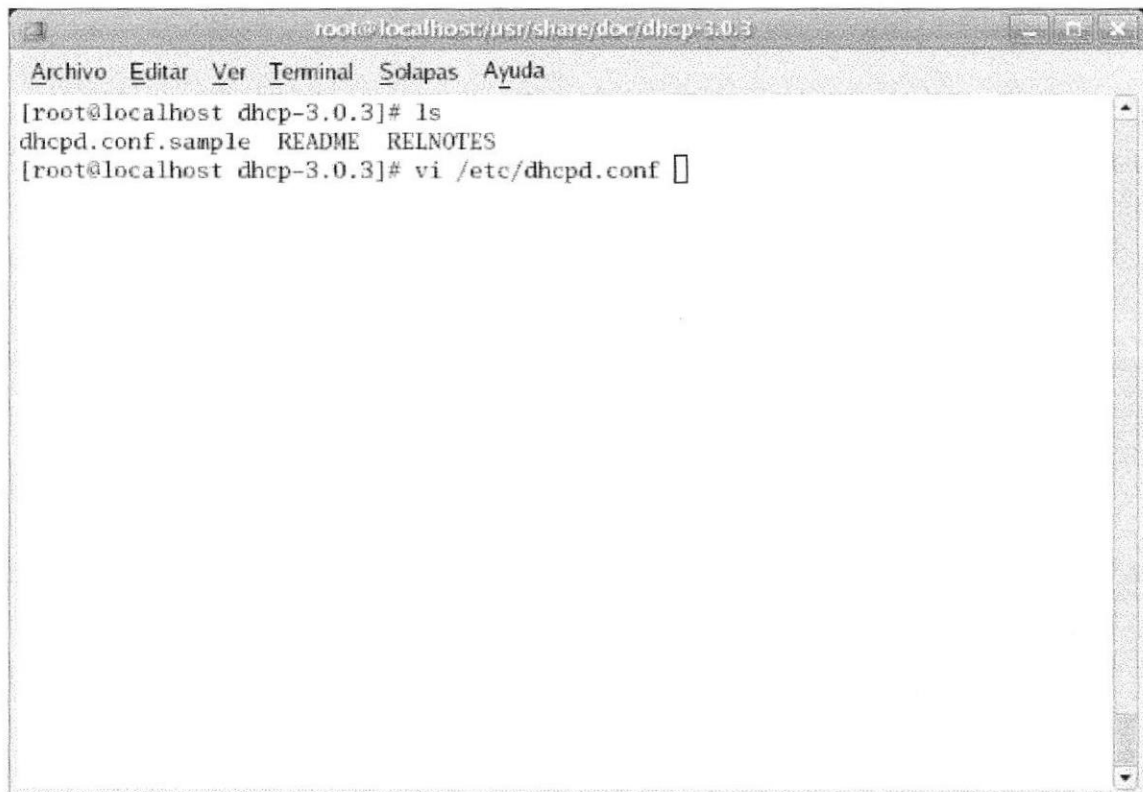 root@localhost:/usr/share/doc/dhcp-3.0.3
Archivo Editar Ver Terminal Solapas Ayuda
[root@localhost dhcp-3.0.3]# ls
dhcpd.conf.sample README RELNOTES
[root@localhost dhcp-3.0.3]# vi /etc/dhcpd.conf